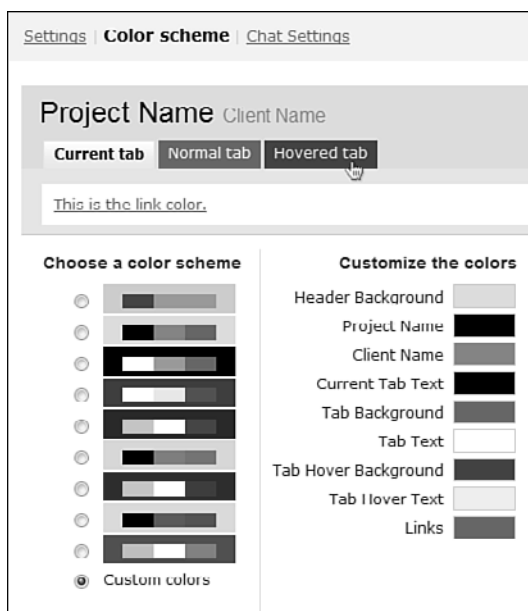 Settings | Color scheme | Chat Settings
Project Name Client Name
Current tab Normal tab Hovered tab
This is the link color.
Choose a color scheme
Custom colors
Customize the colors
Header Background
Project Name
Client Name
Current Tab Text
Tab Background
Tab Text
Tab Hover Background
Tab Hover Text
Links